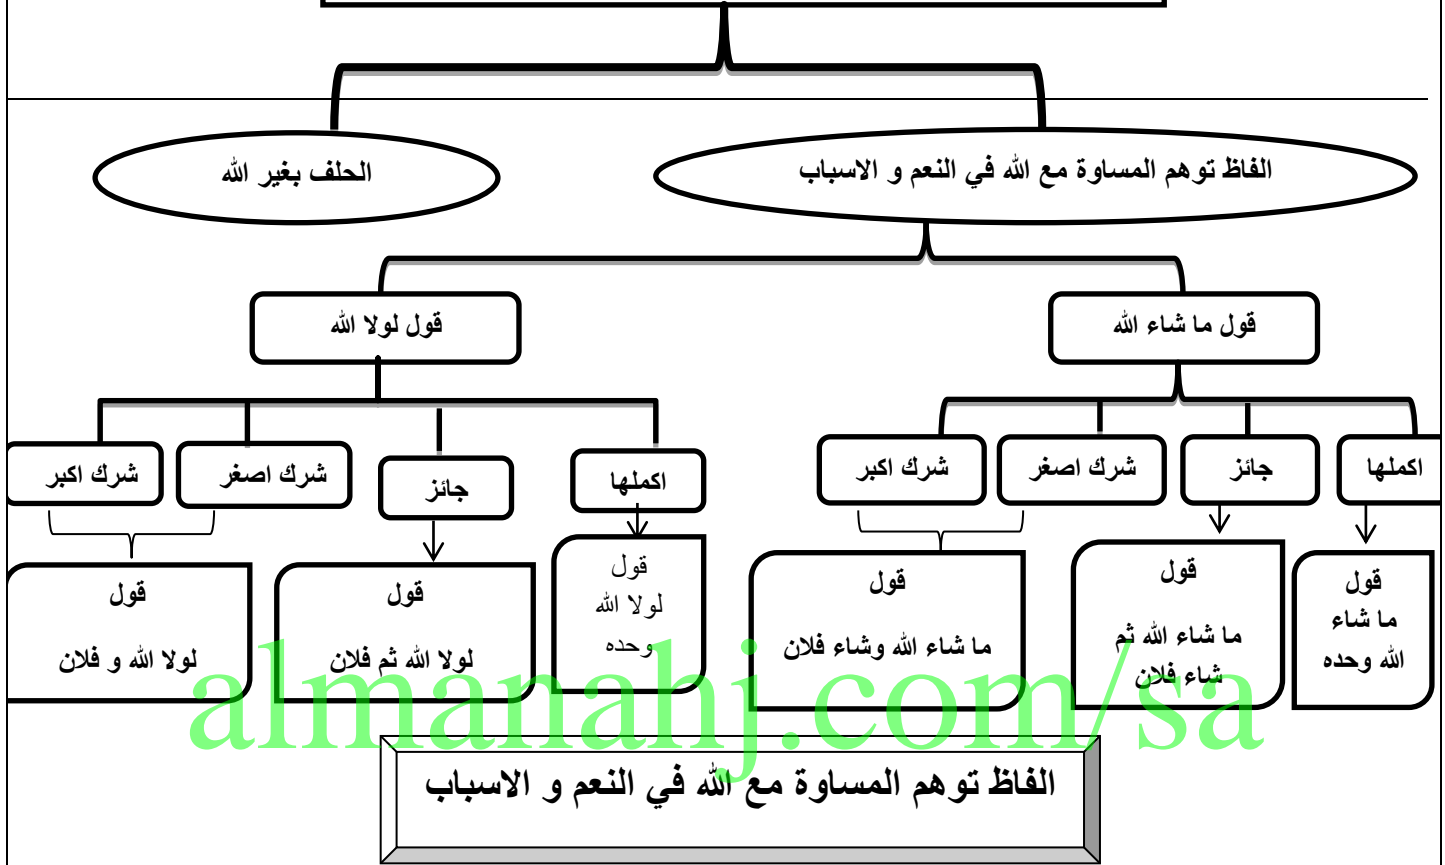 الفاظ توهم المساوة مع الله في النعم و الاسباب
الحلف بغير الله
قول ما شاء الله
قول لولا الله
اكملها
جائز
شرك اصغر
شرك اكبر
اكملها
جائز
شرك اصغر
شرك اكبر
قول
ما شاء
الله وحده
قول
ما شاء الله ثم
شاء فلان
قول
ما شاء الله وشاء فلان
قول
لولا الله
وحده
قول
لولا الله ثم فلان
قول
لولا الله و فلان
almanahj.com/sa
الفاظ توهم المساوة مع الله في النعم و الاسباب